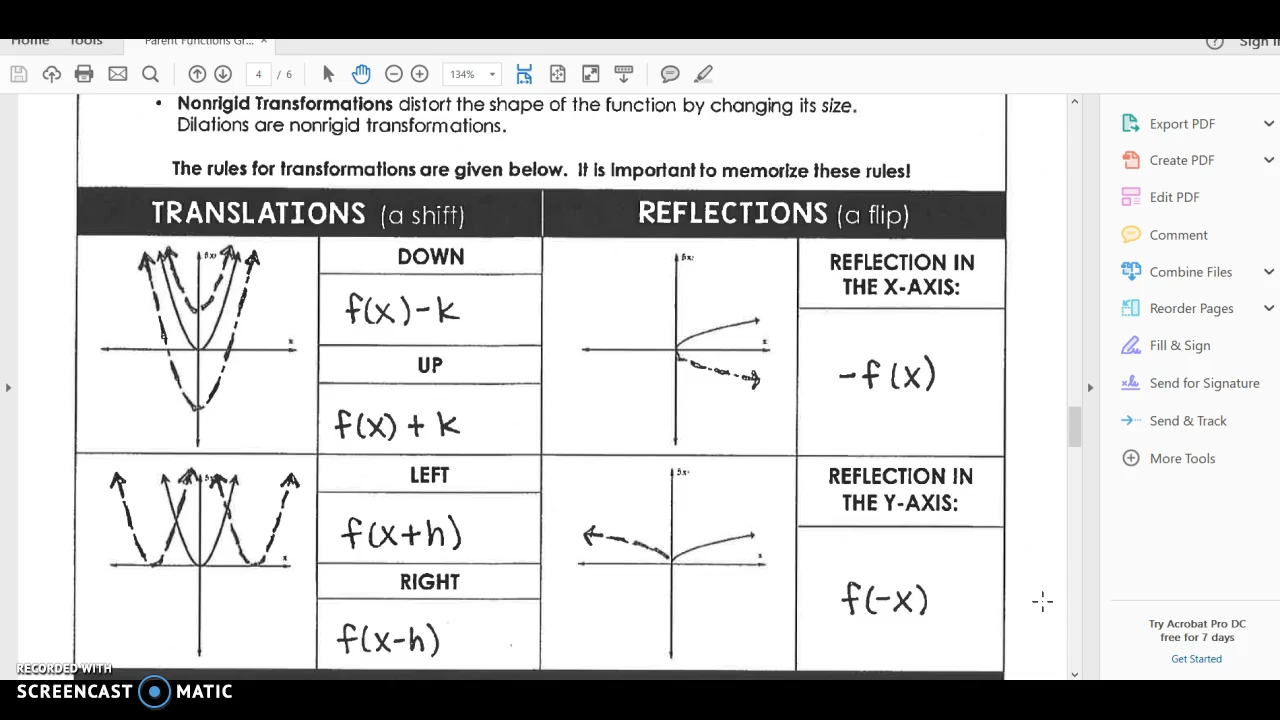 Home Tools Parent Functions Gr... × Sign In
4 / 6 134%
• Nonrigid Transformations distort the shape of the function by changing its size.
Dilations are nonrigid transformations.
The rules for transformations are given below. It is important to memorize these rules!
TRANSLATIONS (a shift)
REFLECTIONS (a flip)
x
DOWN
f(x)-k
UP
f(x)+k
x
REFLECTION IN
THE X-AXIS:
-f(x)
x
LEFT
f(x+h)
RIGHT
f(x-h)
x
REFLECTION IN
THE Y-AXIS:
f(-x)
Export PDF
Create PDF
Edit PDF
Comment
Combine Files
Reorder Pages
Fill & Sign
Send for Signature
Send & Track
More Tools
Try Acrobat Pro DC
free for 7 days
Get Started
RECORDED WITH
SCREENCAST MATIC